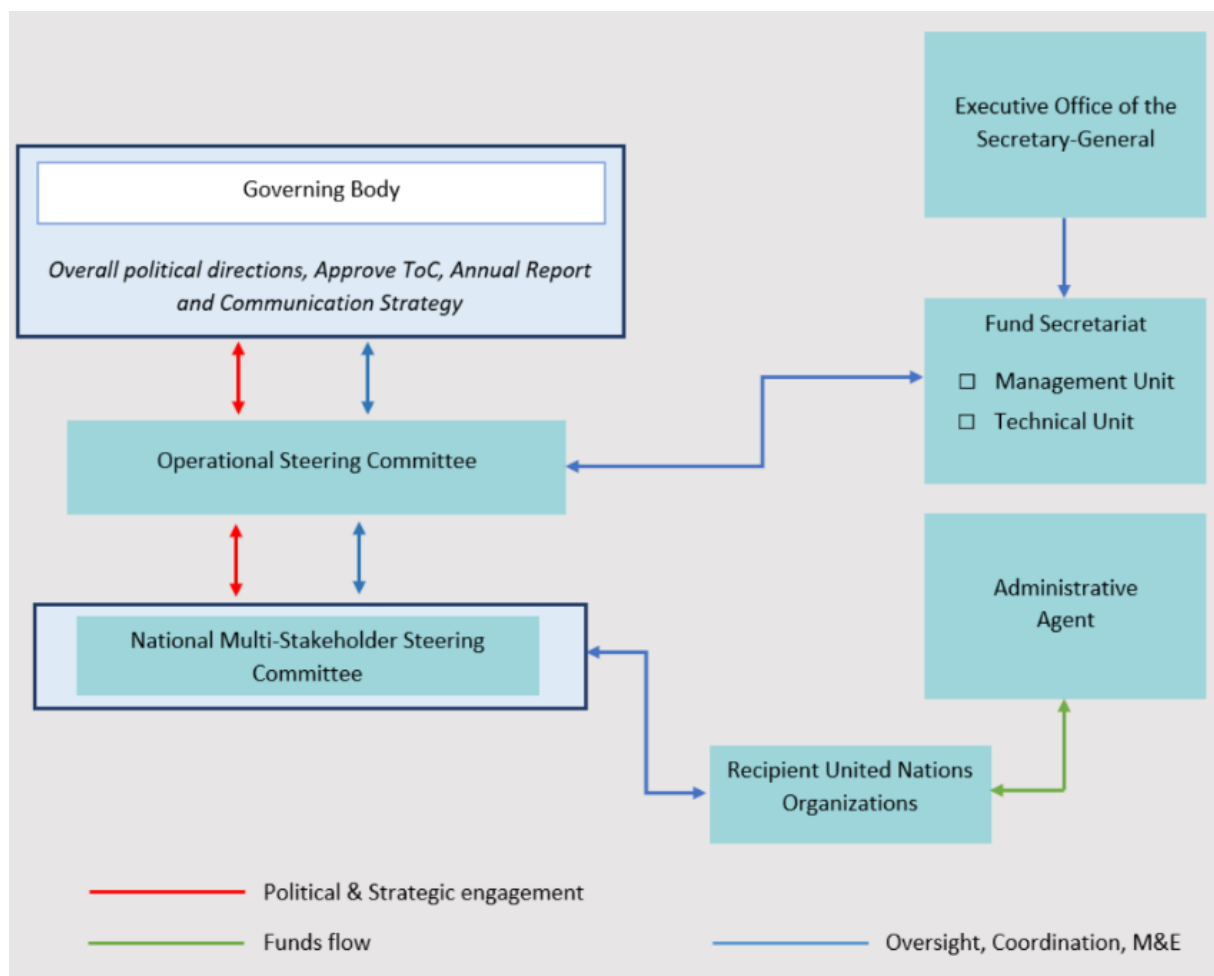 Executive Office of the
Secretary-General
Governing Body
Overall political directions, Approve ToC, Annual Report
and Communication Strategy
Fund Secretariat
☐ Management Unit
☐ Technical Unit
Operational Steering Committee
Administrative
Agent
National Multi-Stakeholder Steering
Committee
Recipient United Nations
Organizations
Political & Strategic engagement
Funds flow
Oversight, Coordination, M&E